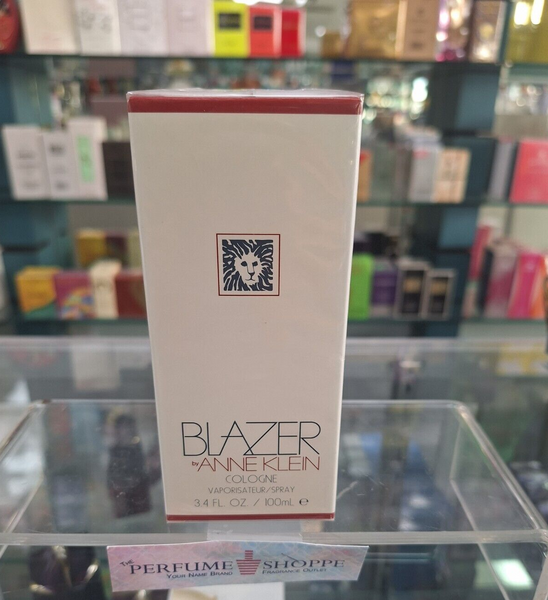 BLAZER
by ANNE KLEIN
COLOGNE
VAPORISATEUR/SPRAY
3.4 FL. OZ. / 100mL ℮
THE PERFUME SHOPPE
YOUR NAME BRAND FRAGRANCE OUTLET